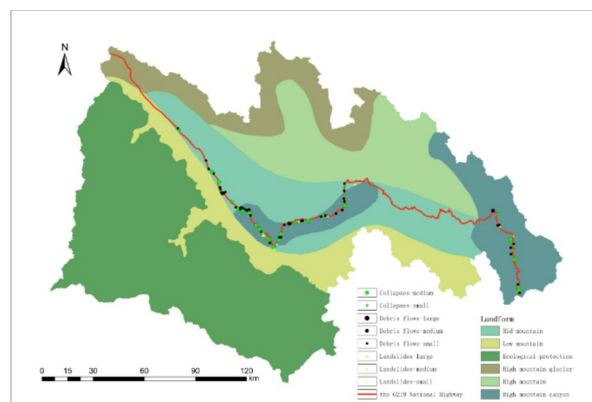 N
Collapses-medium
Collapses-small
Debris flows-large
Debris flows-medium
Debris flows-small
Landslides-large
Landslides-medium
Landslides-small
the G219 National Highway
Landform
Mid-mountain
Low mountain
Ecological protection
High mountain glacier
High mountain
High mountain canyon
0 15 30 60 90 120
km